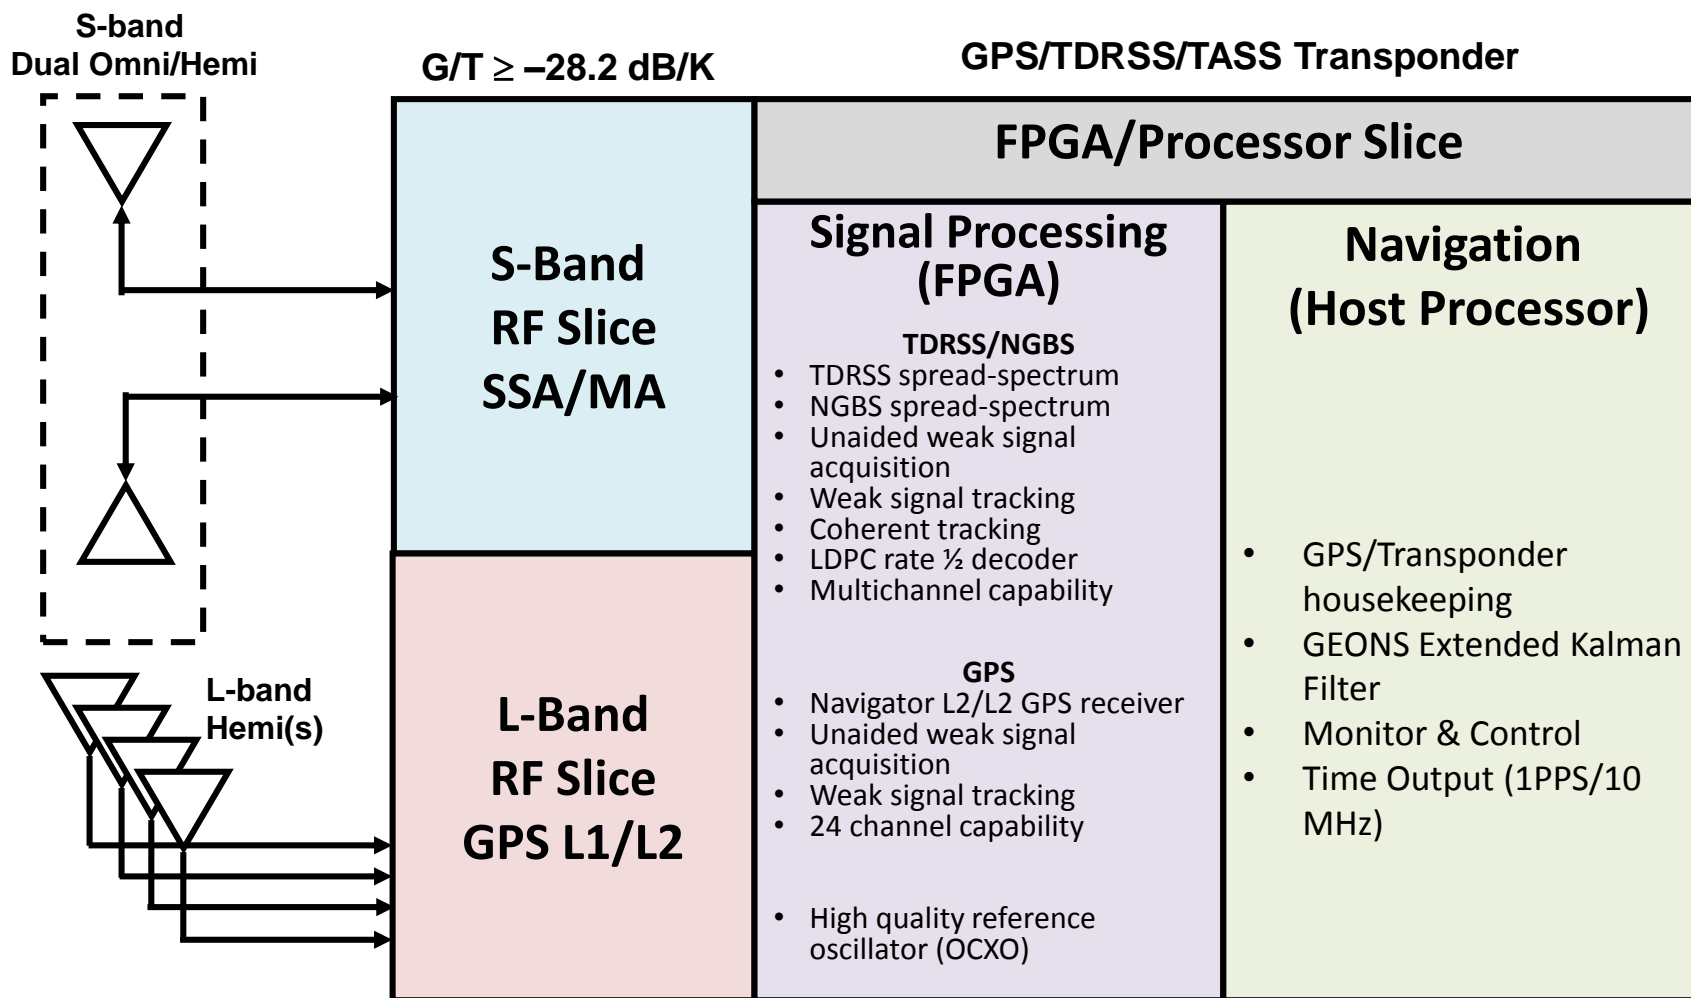 S-band
Dual Omni/Hemi
G/T ≥ –28.2 dB/K
GPS/TDRSS/TASS Transponder
FPGA/Processor Slice
S-Band
RF Slice
SSA/MA
Signal Processing
(FPGA)
TDRSS/NGBS
• TDRSS spread-spectrum
• NGBS spread-spectrum
• Unaided weak signal
acquisition
• Weak signal tracking
• Coherent tracking
• LDPC rate ½ decoder
• Multichannel capability
GPS
• Navigator L2/L2 GPS receiver
• Unaided weak signal
acquisition
• Weak signal tracking
• 24 channel capability
• High quality reference
oscillator (OCXO)
Navigation
(Host Processor)
• GPS/Transponder
housekeeping
• GEONS Extended Kalman
Filter
• Monitor & Control
• Time Output (1PPS/10
MHz)
L-band
Hemi(s)
L-Band
RF Slice
GPS L1/L2